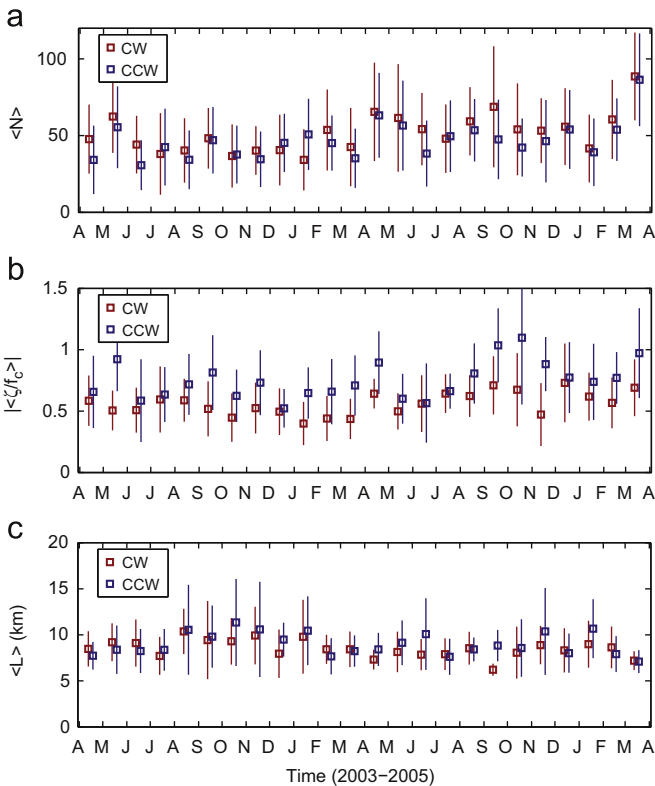 a
<N>
100
50
0
CW
CCW
A M J J A S O N D J F M A M J J A S O N D J F M A
b
|<ζ/f_c>|
1.5
1
0.5
0
CW
CCW
A M J J A S O N D J F M A M J J A S O N D J F M A
c
<L> (km)
20
15
10
5
0
CW
CCW
A M J J A S O N D J F M A M J J A S O N D J F M A
Time (2003–2005)